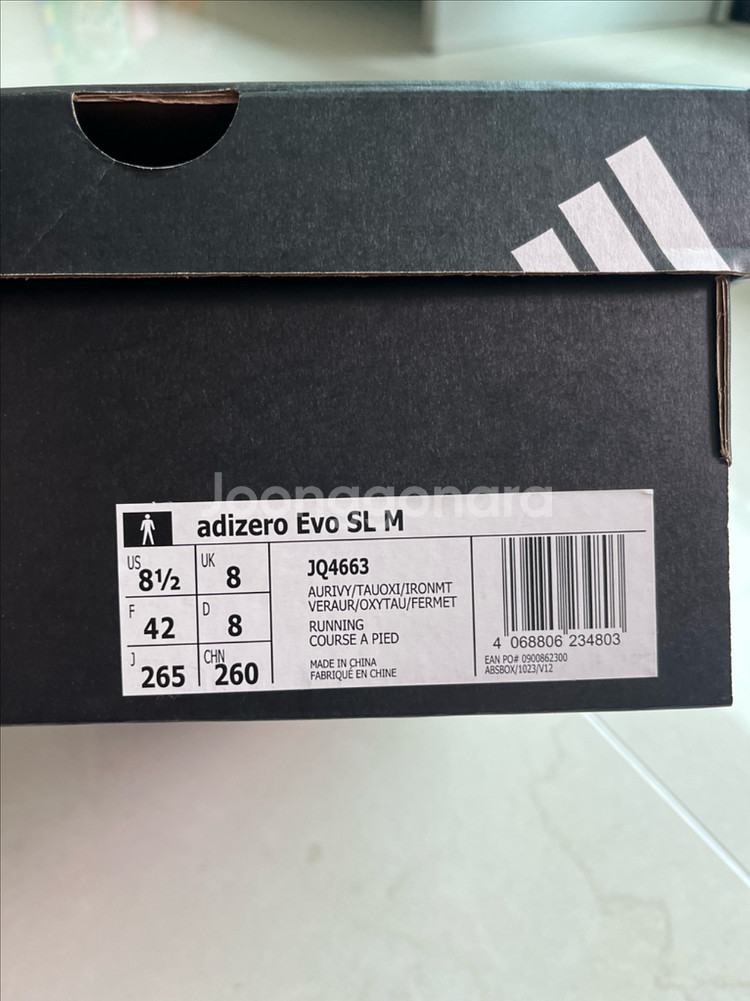 Joonggonara
adizero Evo SL M
US 8½ UK 8
F 42 D 8
J 265 CHN 260
JQ4663
AURIVY/TAUOXI/IRONMT
VERAUR/OXYTAU/FERMET
RUNNING
COURSE A PIED
MADE IN CHINA
FABRIQUÉ EN CHINE
4 068806 234803
EAN PO# 0900862300
ABSBOX/1023/V12